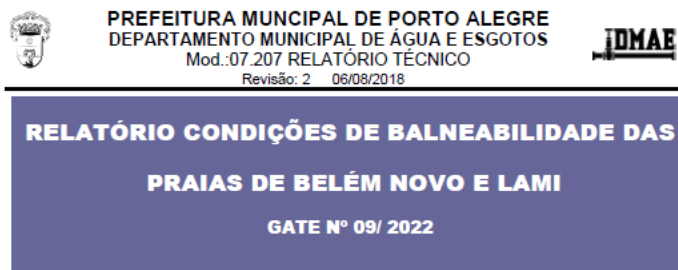 PREFEITURA MUNCIPAL DE PORTO ALEGRE
DEPARTAMENTO MUNICIPAL DE ÁGUA E ESGOTOS
Mod.:07.207 RELATÓRIO TÉCNICO
Revisão: 2 06/08/2018
DMAE
RELATÓRIO CONDIÇÕES DE BALNEABILIDADE DAS
PRAIAS DE BELÉM NOVO E LAMI
GATE Nº 09/ 2022